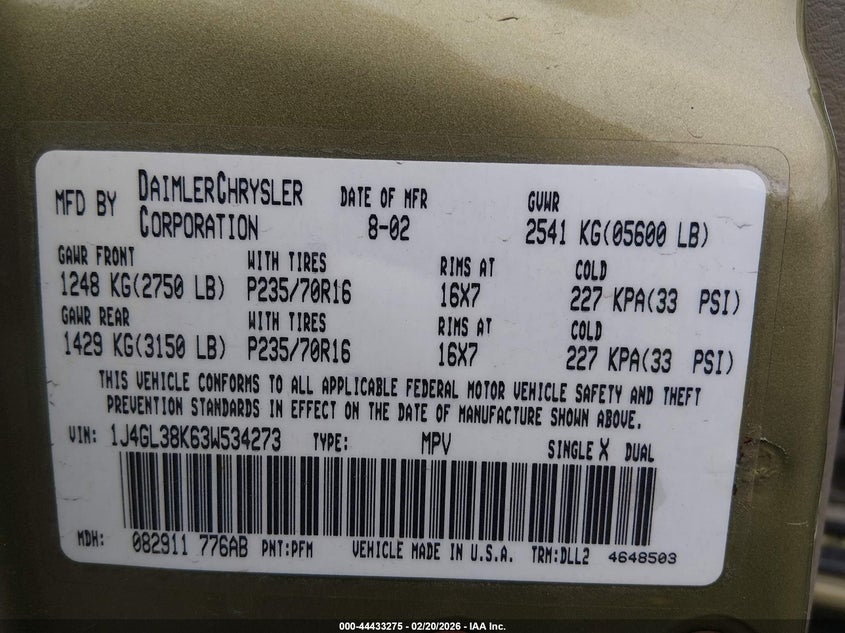 MFD BY DAIMLERCHRYSLER CORPORATION DATE OF MFR 8-02 GVWR 2541 KG(05600 LB)
GAWR FRONT WITH TIRES RIMS AT COLD
1248 KG(2750 LB) P235/70R16 16X7 227 KPA(33 PSI)
GAWR REAR WITH TIRES RIMS AT COLD
1429 KG(3150 LB) P235/70R16 16X7 227 KPA(33 PSI)
THIS VEHICLE CONFORMS TO ALL APPLICABLE FEDERAL MOTOR VEHICLE SAFETY AND THEFT
PREVENTION STANDARDS IN EFFECT ON THE DATE OF MANUFACTURE SHOWN ABOVE.
VIN: 1J4GL38K63W534273 TYPE: MPV SINGLE X DUAL
MDH: 082911 776AB PNT:PFM VEHICLE MADE IN U.S.A. TRM:DLL2 4648503
000-44433275 | 02/20/2026 | IAA Inc.